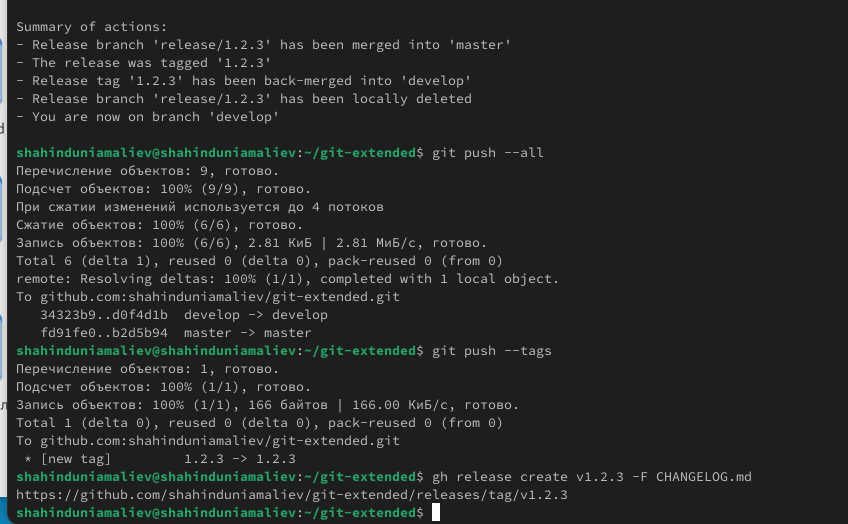 Summary of actions:
- Release branch 'release/1.2.3' has been merged into 'master'
- The release was tagged '1.2.3'
- Release tag '1.2.3' has been back-merged into 'develop'
- Release branch 'release/1.2.3' has been locally deleted
- You are now on branch 'develop'
shahinduniamaliev@shahinduniamaliev:~/git-extended$ git push --all
Перечисление объектов: 9, готово.
Подсчет объектов: 100% (9/9), готово.
При сжатии изменений используется до 4 потоков
Сжатие объектов: 100% (6/6), готово.
Запись объектов: 100% (6/6), 2.81 КиБ | 2.81 МиБ/с, готово.
Total 6 (delta 1), reused 0 (delta 0), pack-reused 0 (from 0)
remote: Resolving deltas: 100% (1/1), completed with 1 local object.
To github.com:shahinduniamaliev/git-extended.git
   34323b9..d0f4d1b  develop -> develop
   fd91fe0..b2d5b94  master -> master
shahinduniamaliev@shahinduniamaliev:~/git-extended$ git push --tags
Перечисление объектов: 1, готово.
Подсчет объектов: 100% (1/1), готово.
Запись объектов: 100% (1/1), 166 байтов | 166.00 КиБ/с, готово.
Total 1 (delta 0), reused 0 (delta 0), pack-reused 0 (from 0)
To github.com:shahinduniamaliev/git-extended.git
 * [new tag]         1.2.3 -> 1.2.3
shahinduniamaliev@shahinduniamaliev:~/git-extended$ gh release create v1.2.3 -F CHANGELOG.md
https://github.com/shahinduniamaliev/git-extended/releases/tag/v1.2.3
shahinduniamaliev@shahinduniamaliev:~/git-extended$